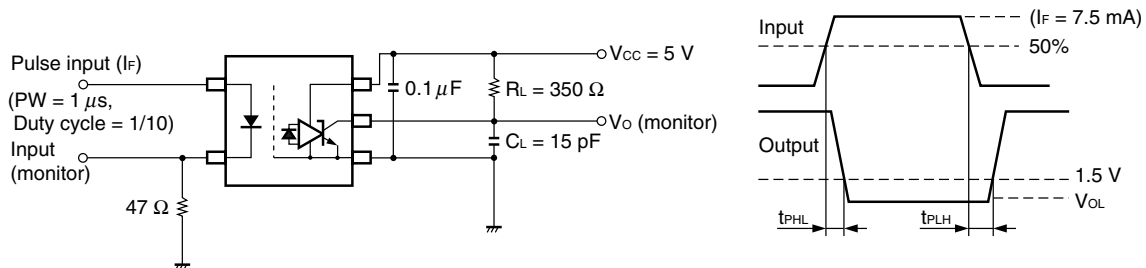 Pulse input (IF)
(PW = 1 μs,
Duty cycle = 1/10)
Input
(monitor)
47 Ω
0.1 μF
VCC = 5 V
RL = 350 Ω
VO (monitor)
CL = 15 pF
Input
(IF = 7.5 mA)
50%
Output
1.5 V
VOL
tPHL
tPLH